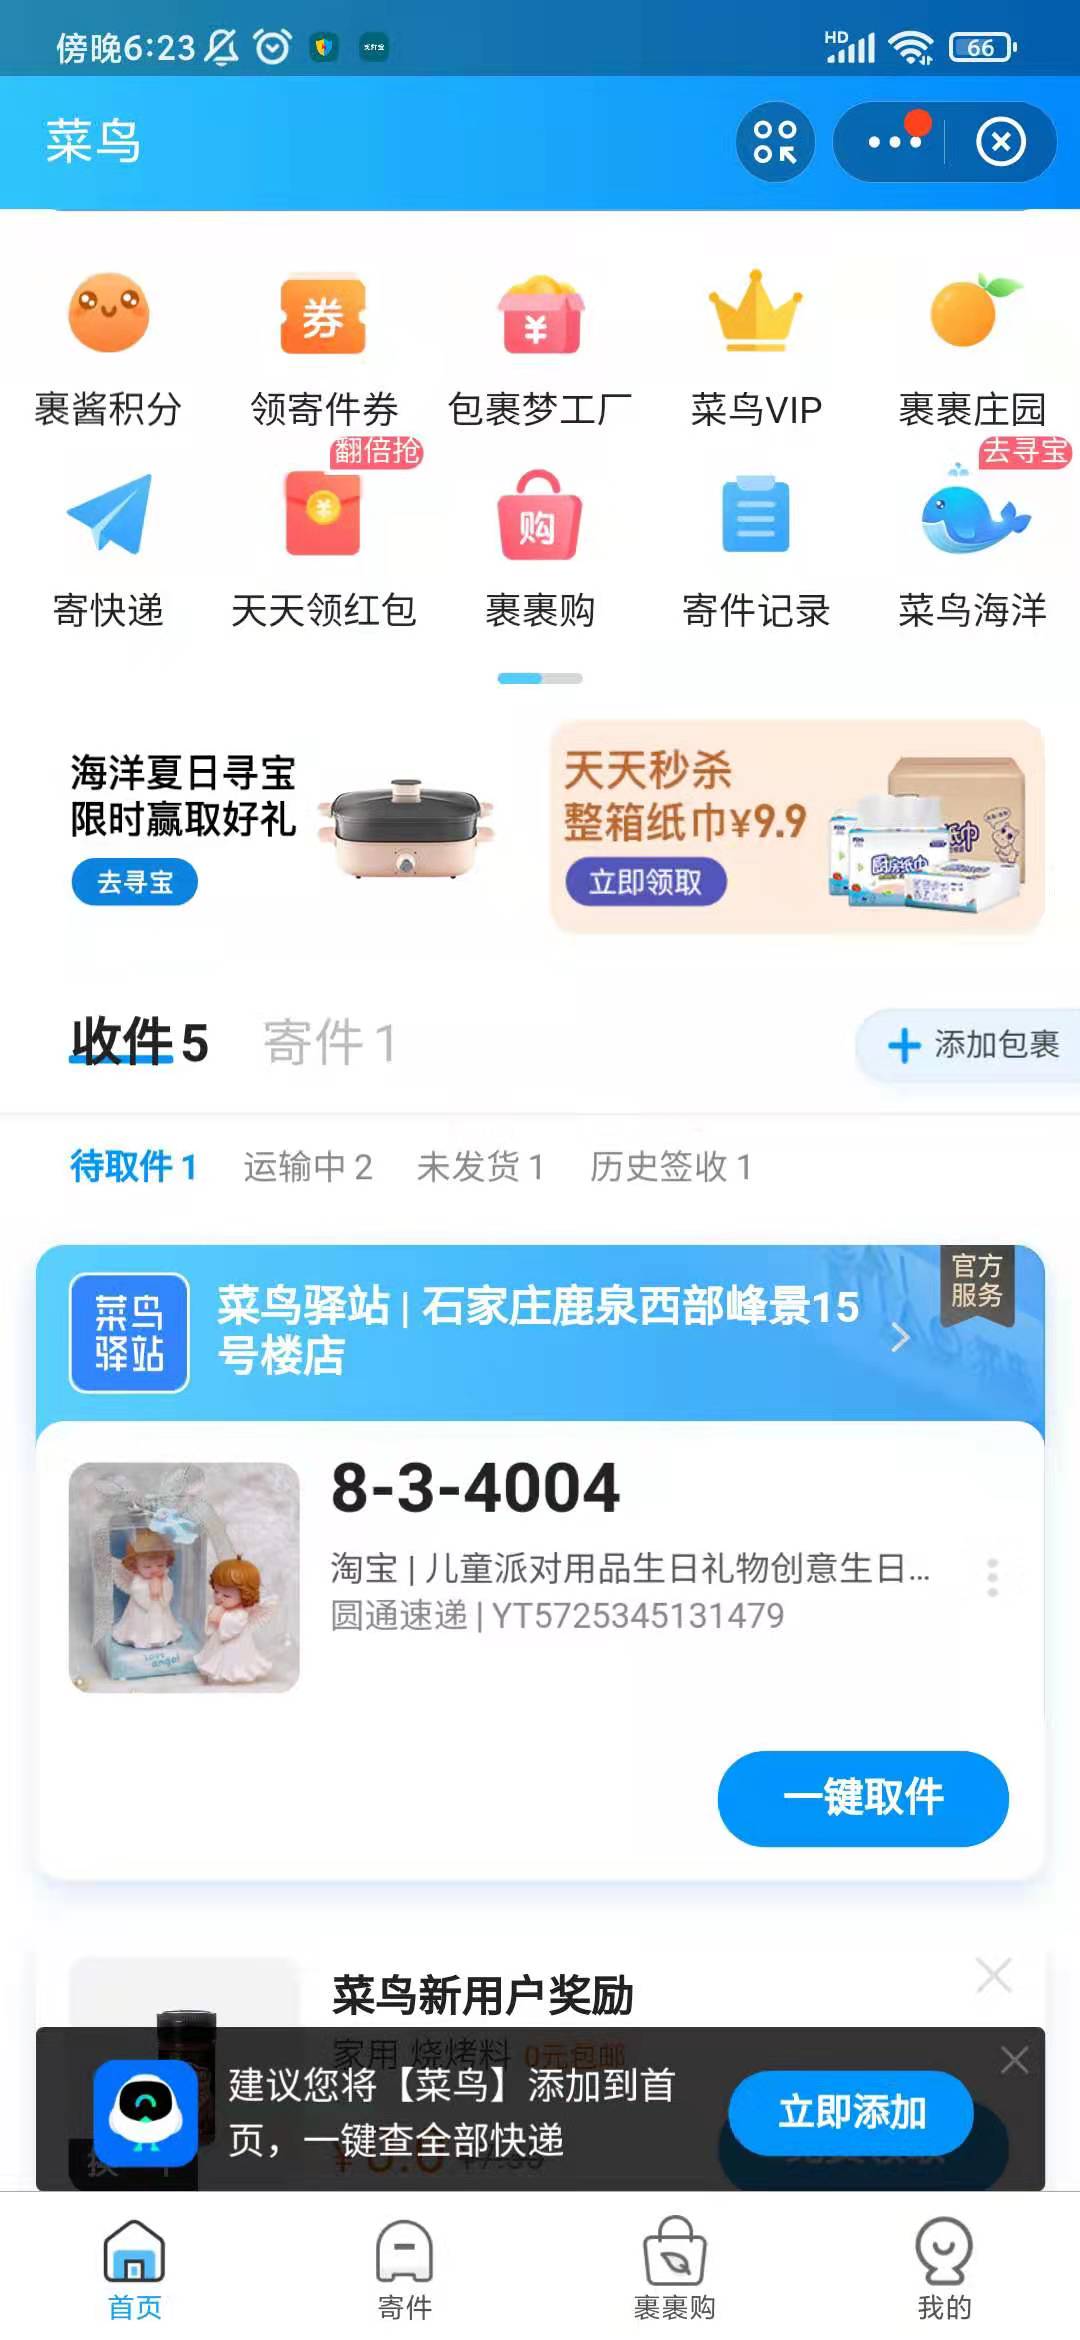 傍晚6:23
HD
66
菜鸟
券
裹酱积分
领寄件券
包裹梦工厂
菜鸟VIP
裹裹庄园
翻倍抢
去寻宝
购
寄快递
天天领红包
裹裹购
寄件记录
菜鸟海洋
海洋夏日寻宝
限时赢取好礼
去寻宝
天天秒杀
整箱纸巾¥9.9
立即领取
厨房纸巾
收件 5
寄件 1
添加包裹
待取件 1
运输中 2
未发货 1
历史签收 1
官方
服务
菜鸟
驿站
菜鸟驿站 | 石家庄鹿泉西部峰景15
号楼店
8-3-4004
淘宝 | 儿童派对用品生日礼物创意生日...
圆通速递 | YT5725345131479
Love
angel
一键取件
菜鸟新用户奖励
家用 烧烤料 0元包邮
建议您将【菜鸟】添加到首
页，一键查全部快递
立即添加
首页
寄件
裹裹购
我的